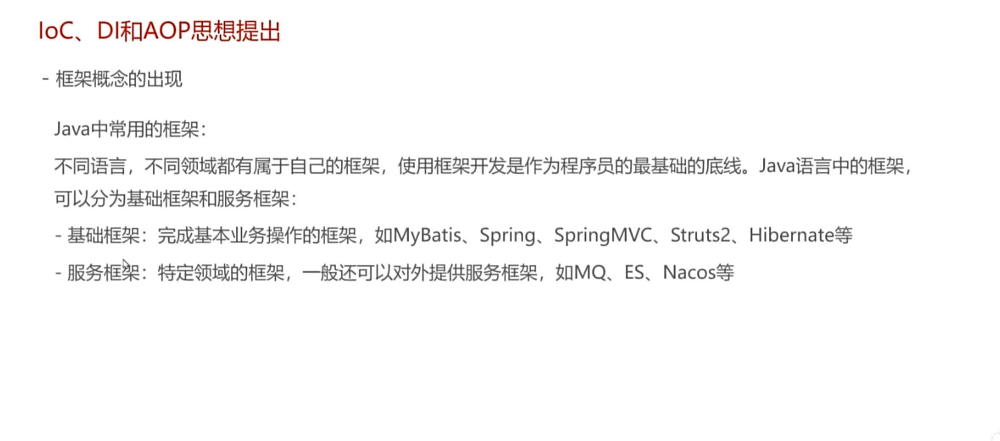 IoC、DI和AOP思想提出
- 框架概念的出现
Java中常用的框架：
不同语言，不同领域都有属于自己的框架，使用框架开发是作为程序员的最基础的底线。Java语言中的框架，
可以分为基础框架和服务框架：
- 基础框架：完成基本业务操作的框架，如MyBatis、Spring、SpringMVC、Struts2、Hibernate等
- 服务框架：特定领域的框架，一般还可以对外提供服务框架，如MQ、ES、Nacos等